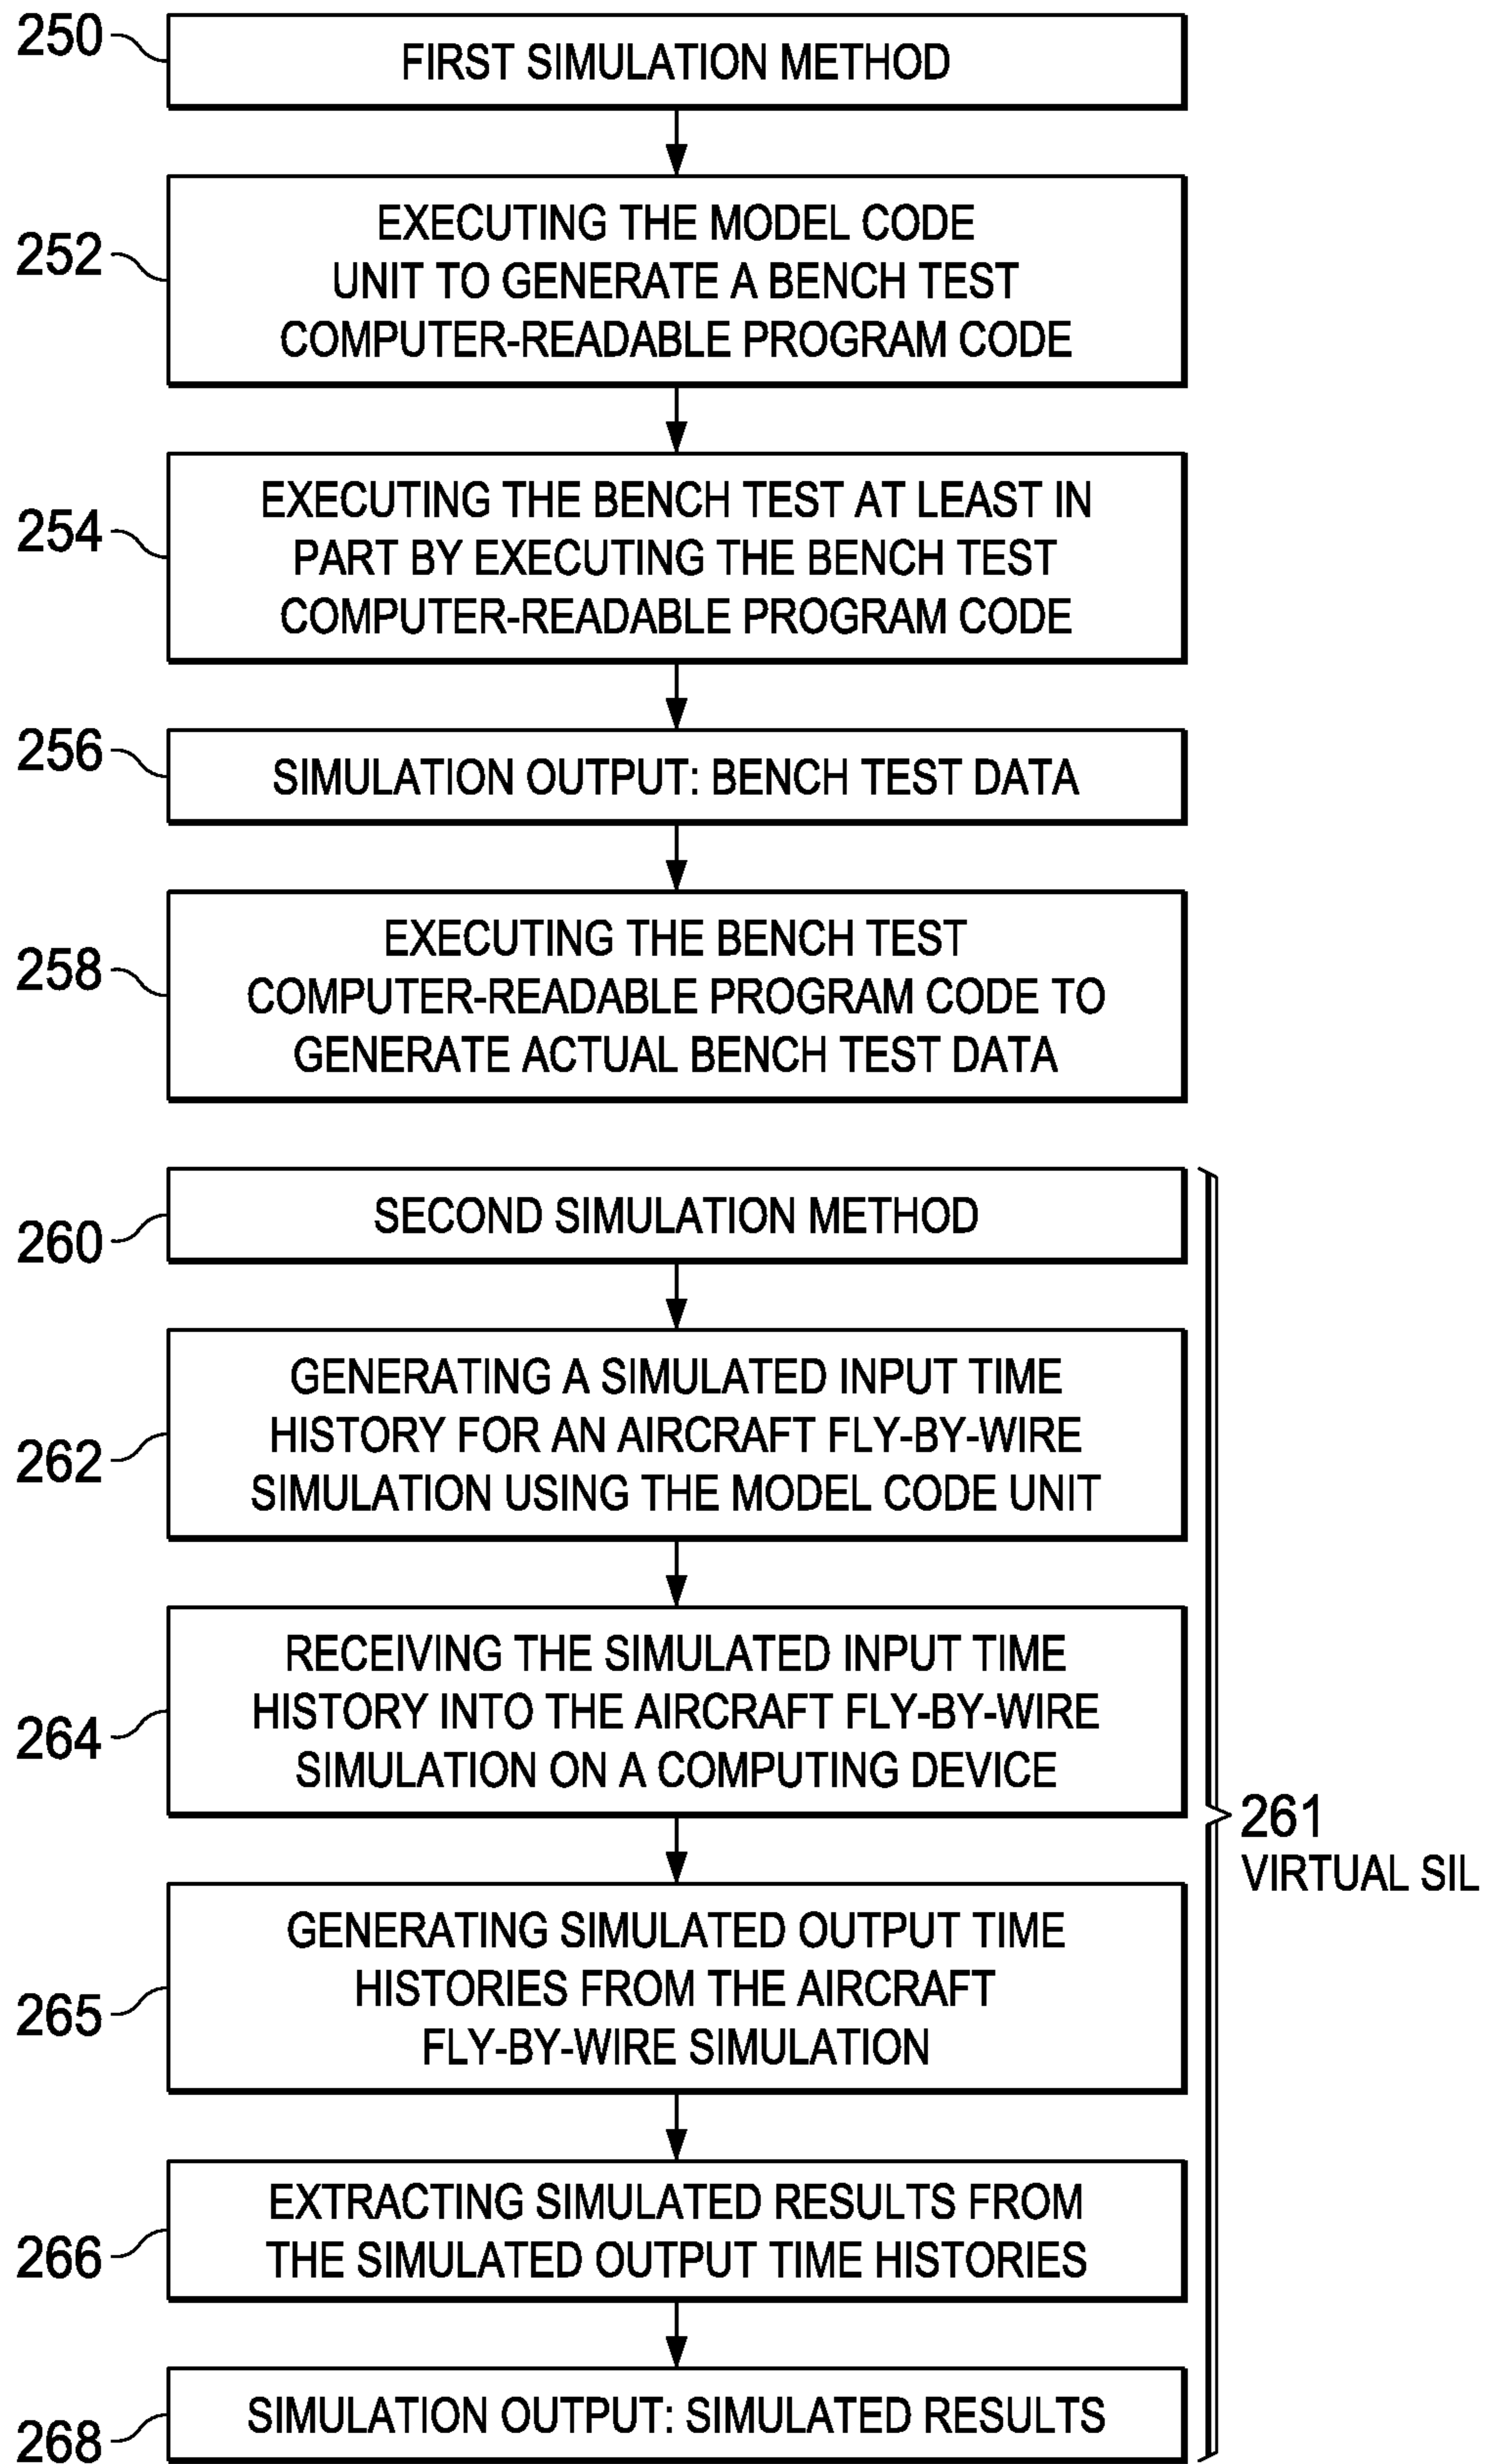 250
FIRST SIMULATION METHOD
252
EXECUTING THE MODEL CODE
UNIT TO GENERATE A BENCH TEST
COMPUTER-READABLE PROGRAM CODE
254
EXECUTING THE BENCH TEST AT LEAST IN
PART BY EXECUTING THE BENCH TEST
COMPUTER-READABLE PROGRAM CODE
256
SIMULATION OUTPUT: BENCH TEST DATA
258
EXECUTING THE BENCH TEST
COMPUTER-READABLE PROGRAM CODE TO
GENERATE ACTUAL BENCH TEST DATA
260
SECOND SIMULATION METHOD
262
GENERATING A SIMULATED INPUT TIME
HISTORY FOR AN AIRCRAFT FLY-BY-WIRE
SIMULATION USING THE MODEL CODE UNIT
264
RECEIVING THE SIMULATED INPUT TIME
HISTORY INTO THE AIRCRAFT FLY-BY-WIRE
SIMULATION ON A COMPUTING DEVICE
261
VIRTUAL SIL
265
GENERATING SIMULATED OUTPUT TIME
HISTORIES FROM THE AIRCRAFT
FLY-BY-WIRE SIMULATION
266
EXTRACTING SIMULATED RESULTS FROM
THE SIMULATED OUTPUT TIME HISTORIES
268
SIMULATION OUTPUT: SIMULATED RESULTS